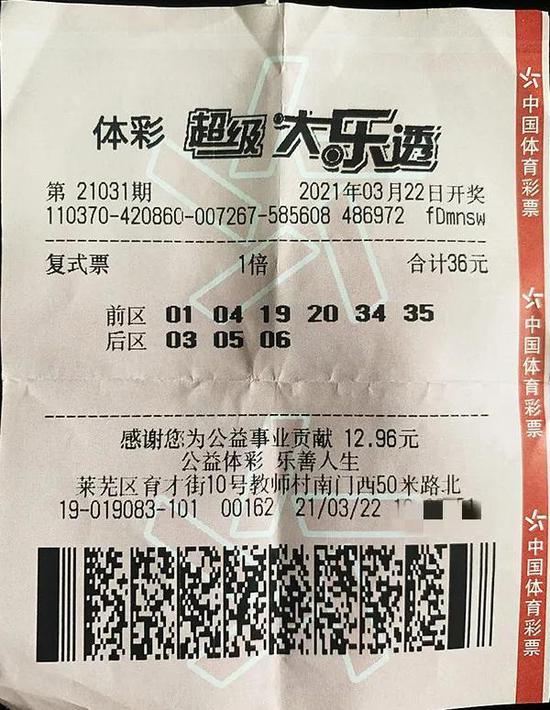 体彩 超级大乐透
第 21031期 2021年03月22日开奖
110370-420860-007267-585608 486972 fDmnsw
复式票 1倍 合计36元
前区 01 04 19 20 34 35
后区 03 05 06
感谢您为公益事业贡献 12.96元
公益体彩 乐善人生
莱芜区育才街10号教师村南门西50米路北
19-019083-101 00162 21/03/22
中国体育彩票
中国体育彩票
中国体育彩票